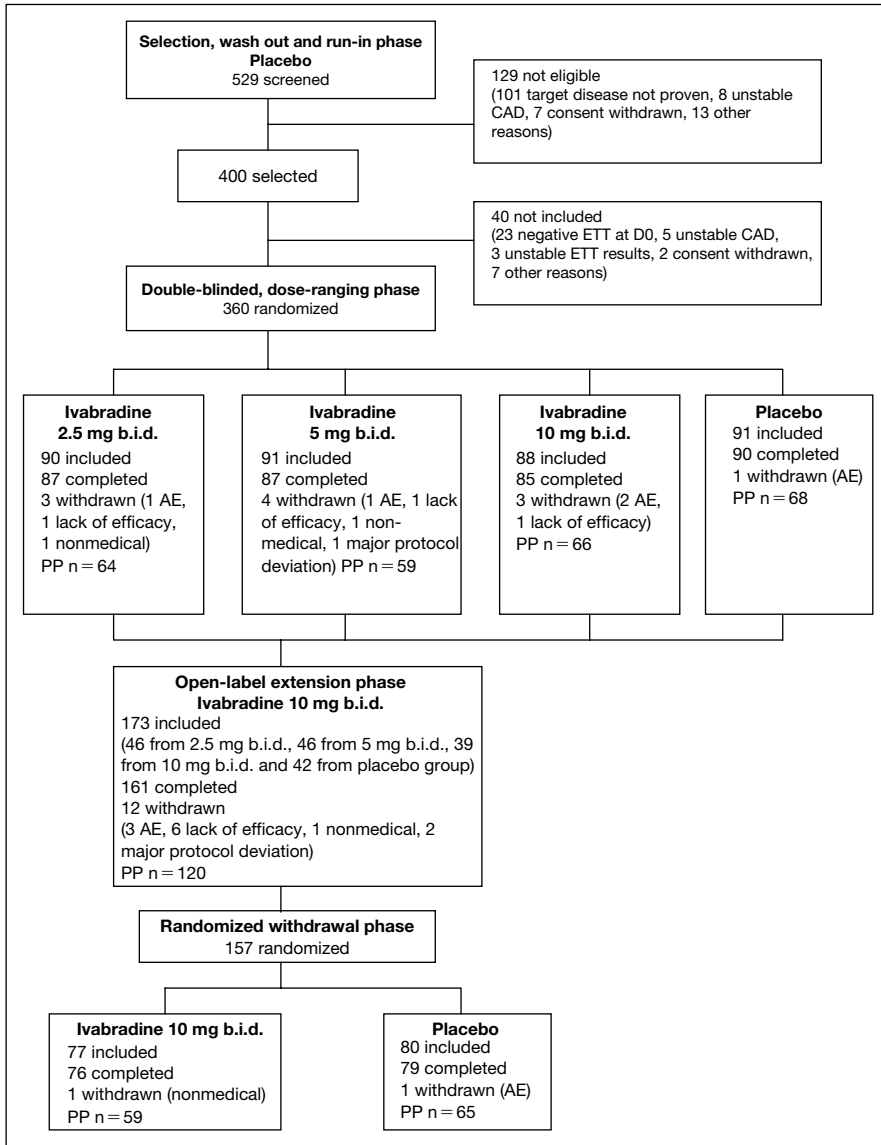 Selection, wash out and run-in phase
Placebo
529 screened
129 not eligible
(101 target disease not proven, 8 unstable
CAD, 7 consent withdrawn, 13 other
reasons)
400 selected
40 not included
(23 negative ETT at D0, 5 unstable CAD,
3 unstable ETT results, 2 consent withdrawn,
7 other reasons)
Double-blinded, dose-ranging phase
360 randomized
Ivabradine
2.5 mg b.i.d.
90 included
87 completed
3 withdrawn (1 AE,
1 lack of efficacy,
1 nonmedical)
PP n = 64
Ivabradine
5 mg b.i.d.
91 included
87 completed
4 withdrawn (1 AE, 1 lack
of efficacy, 1 non-
medical, 1 major protocol
deviation) PP n = 59
Ivabradine
10 mg b.i.d.
88 included
85 completed
3 withdrawn (2 AE,
1 lack of efficacy)
PP n = 66
Placebo
91 included
90 completed
1 withdrawn (AE)
PP n = 68
Open-label extension phase
Ivabradine 10 mg b.i.d.
173 included
(46 from 2.5 mg b.i.d., 46 from 5 mg b.i.d., 39
from 10 mg b.i.d. and 42 from placebo group)
161 completed
12 withdrawn
(3 AE, 6 lack of efficacy, 1 nonmedical, 2
major protocol deviation)
PP n = 120
Randomized withdrawal phase
157 randomized
Ivabradine 10 mg b.i.d.
77 included
76 completed
1 withdrawn (nonmedical)
PP n = 59
Placebo
80 included
79 completed
1 withdrawn (AE)
PP n = 65